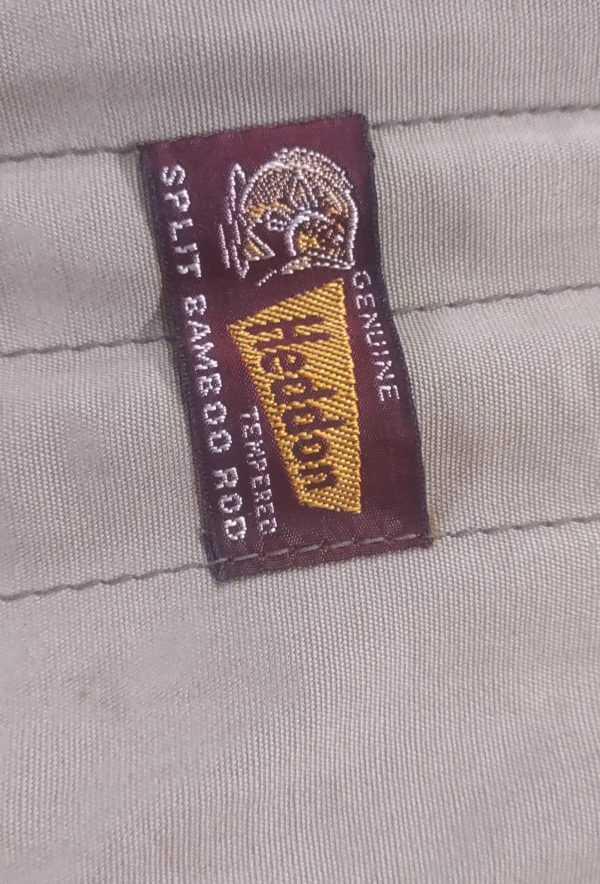 GENUINE
Heddon
TEMPERED
SPLIT BAMBOO ROD